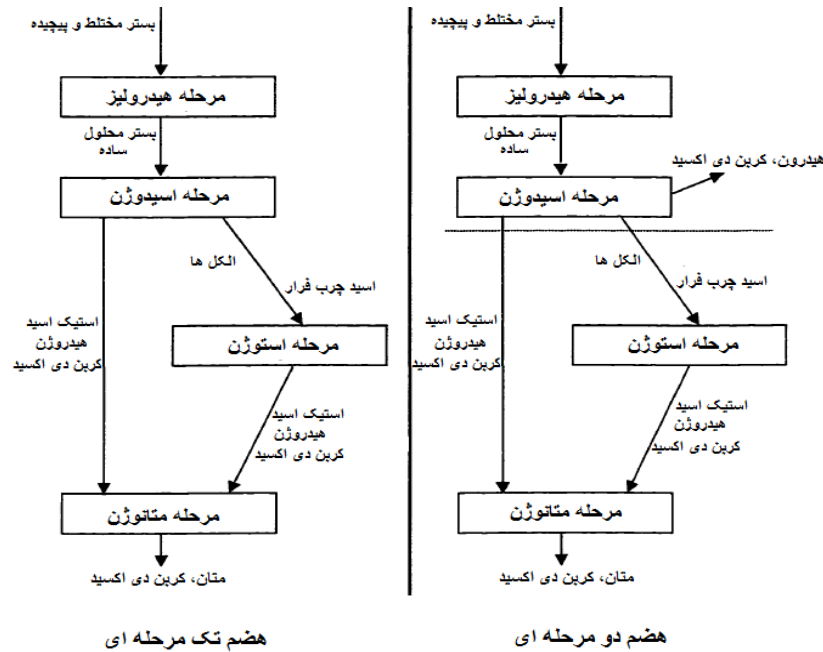 بستر مختلط و پیچیده
مرحله هیدرولیز
بستر محلول
ساده
مرحله اسیدوژن
هیدرون، کربن دی اکسید
الکل ها
اسید چرب فرار
استیک اسید
هیدروژن
کربن دی اکسید
مرحله استوژن
استیک اسید
هیدروژن
کربن دی اکسید
مرحله متانوژن
متان، کربن دی اکسید
هضم دو مرحله ای
بستر مختلط و پیچیده
مرحله هیدرولیز
بستر محلول
ساده
مرحله اسیدوژن
الکل ها
اسید چرب فرار
استیک اسید
هیدروژن
کربن دی اکسید
مرحله استوژن
استیک اسید
هیدروژن
کربن دی اکسید
مرحله متانوژن
متان، کربن دی اکسید
هضم تک مرحله ای